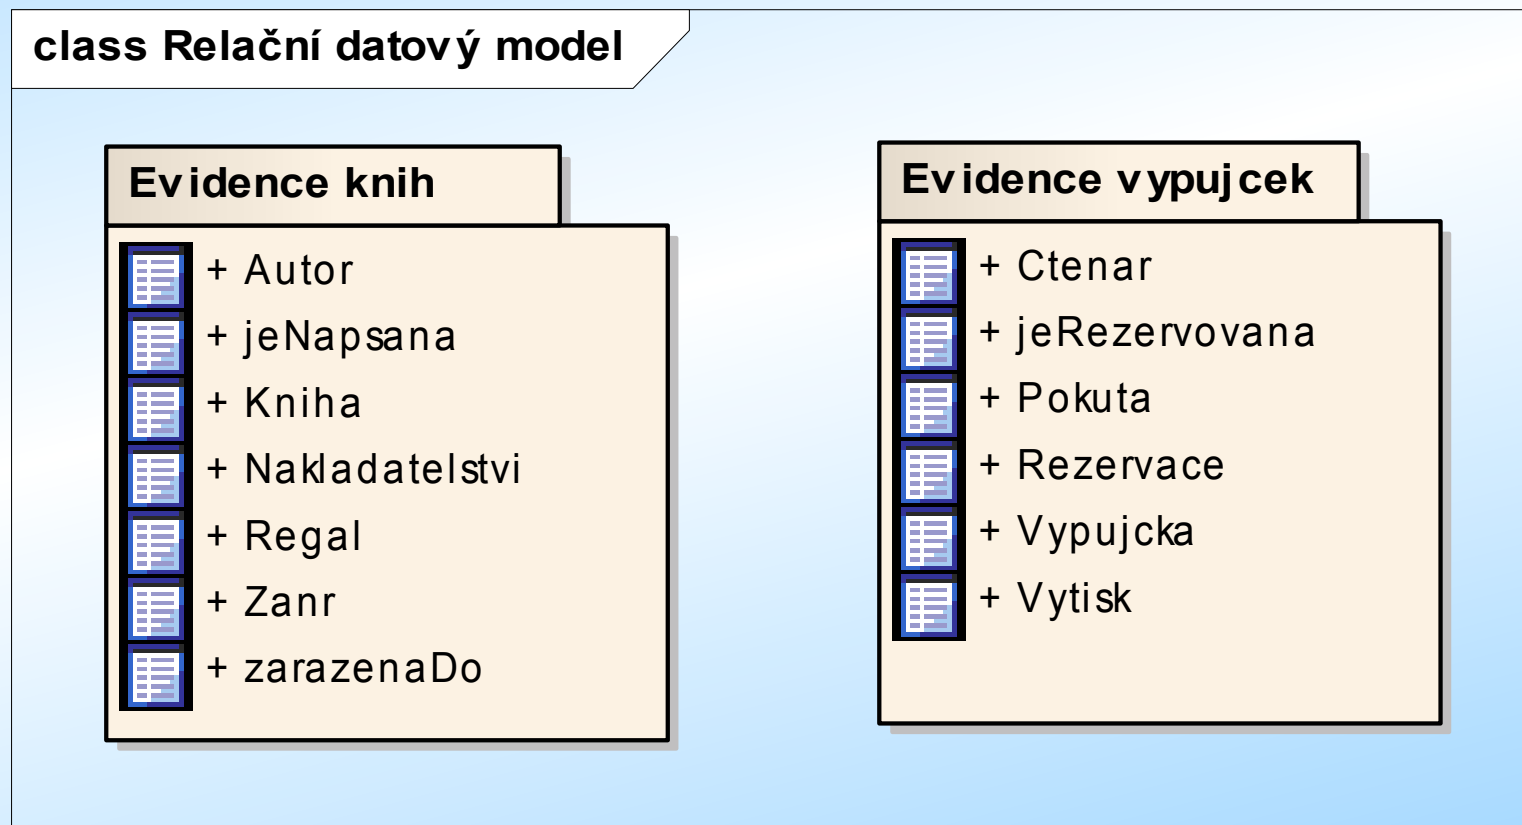 class Relační datový model
Evidence knih
+ Autor
+ jeNapsana
+ Kniha
+ Nakladatelstvi
+ Regal
+ Zanr
+ zarazenaDo
Evidence vypujcek
+ Ctenar
+ jeRezervovana
+ Pokuta
+ Rezervace
+ Vypujcka
+ Vytisk